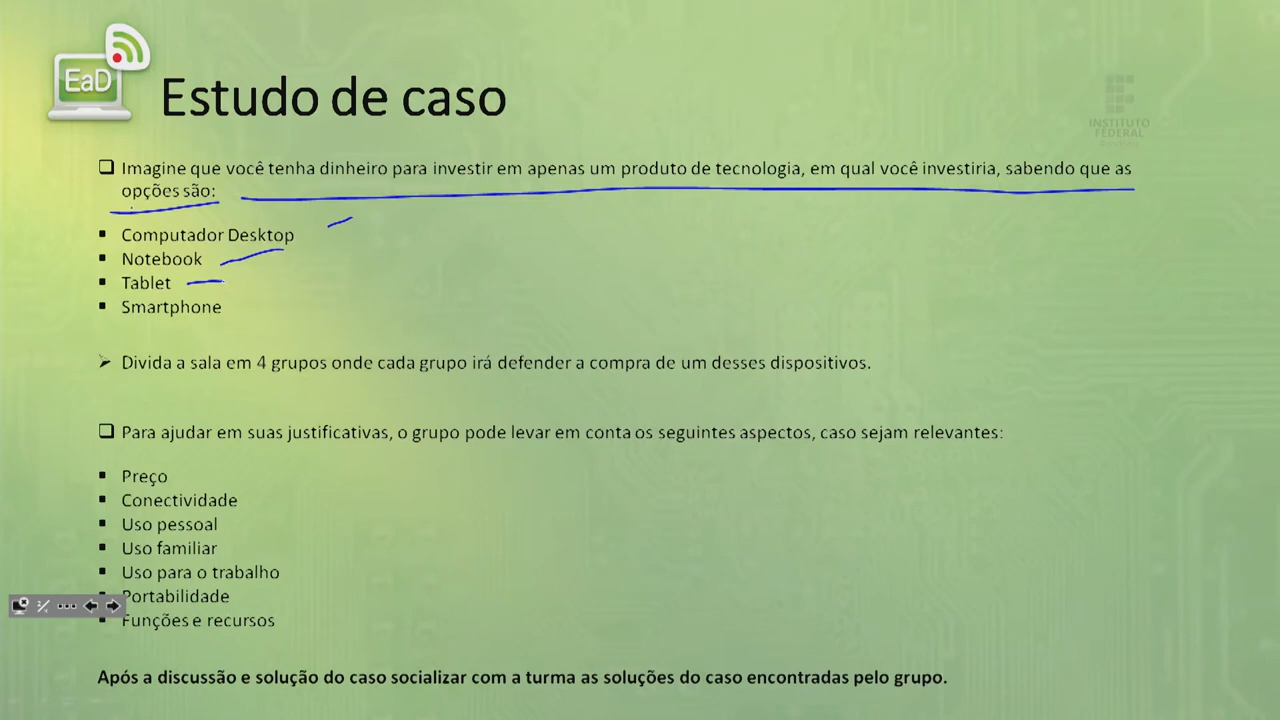 EaD
Estudo de caso
INSTITUTO
FEDERAL
Imagine que você tenha dinheiro para investir em apenas um produto de tecnologia, em qual você investiria, sabendo que as
opções são:
Computador Desktop
Notebook
Tablet
Smartphone
Divida a sala em 4 grupos onde cada grupo irá defender a compra de um desses dispositivos.
Para ajudar em suas justificativas, o grupo pode levar em conta os seguintes aspectos, caso sejam relevantes:
Preço
Conectividade
Uso pessoal
Uso familiar
Uso para o trabalho
Portabilidade
Funções e recursos
Após a discussão e solução do caso socializar com a turma as soluções do caso encontradas pelo grupo.